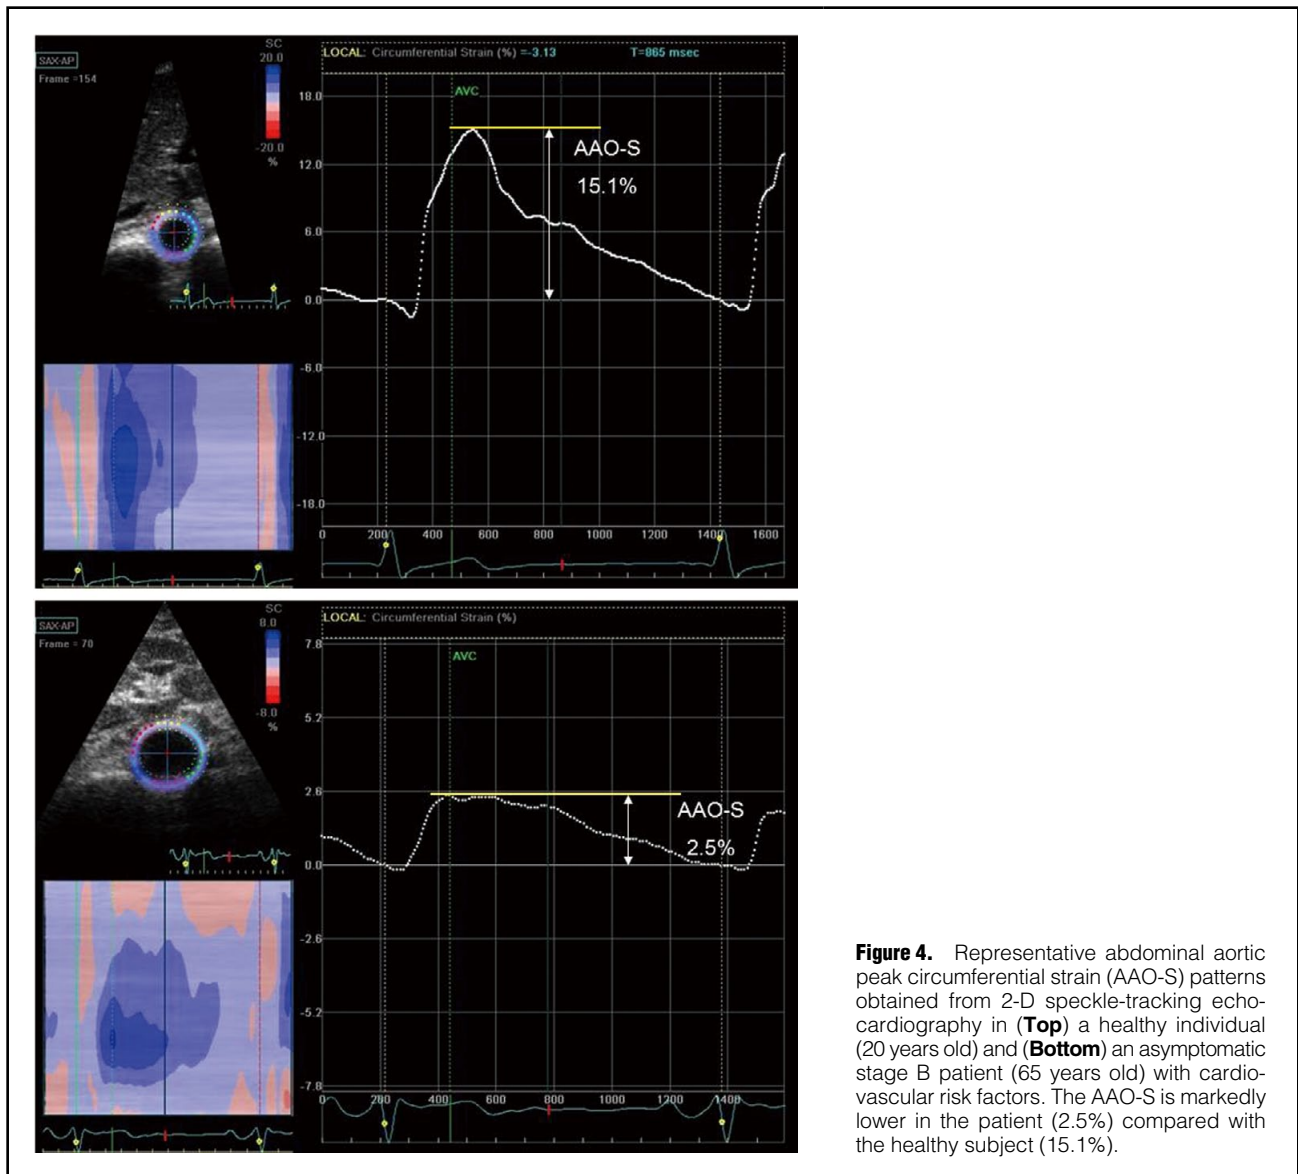 SAX-AP
Frame =154
SC
20.0
-20.0
%
LOCAL: Circumferential Strain (%) =-3.13 T=865 msec
AVC
18.0
12.0
6.0
0.0
-6.0
-12.0
-18.0
AAO-S
15.1%
0 200 400 600 800 1000 1200 1400 1600
SAX-AP
Frame = 70
SC
8.0
-8.0
%
LOCAL: Circumferential Strain (%)
AVC
7.8
5.2
2.6
0.0
-2.6
-5.2
-7.8
AAO-S
2.5%
0 200 400 600 800 1000 1200 1400
Figure 4. Representative abdominal aortic
peak circumferential strain (AAO-S) patterns
obtained from 2-D speckle-tracking echo-
cardiography in (Top) a healthy individual
(20 years old) and (Bottom) an asymptomatic
stage B patient (65 years old) with cardio-
vascular risk factors. The AAO-S is markedly
lower in the patient (2.5%) compared with
the healthy subject (15.1%).